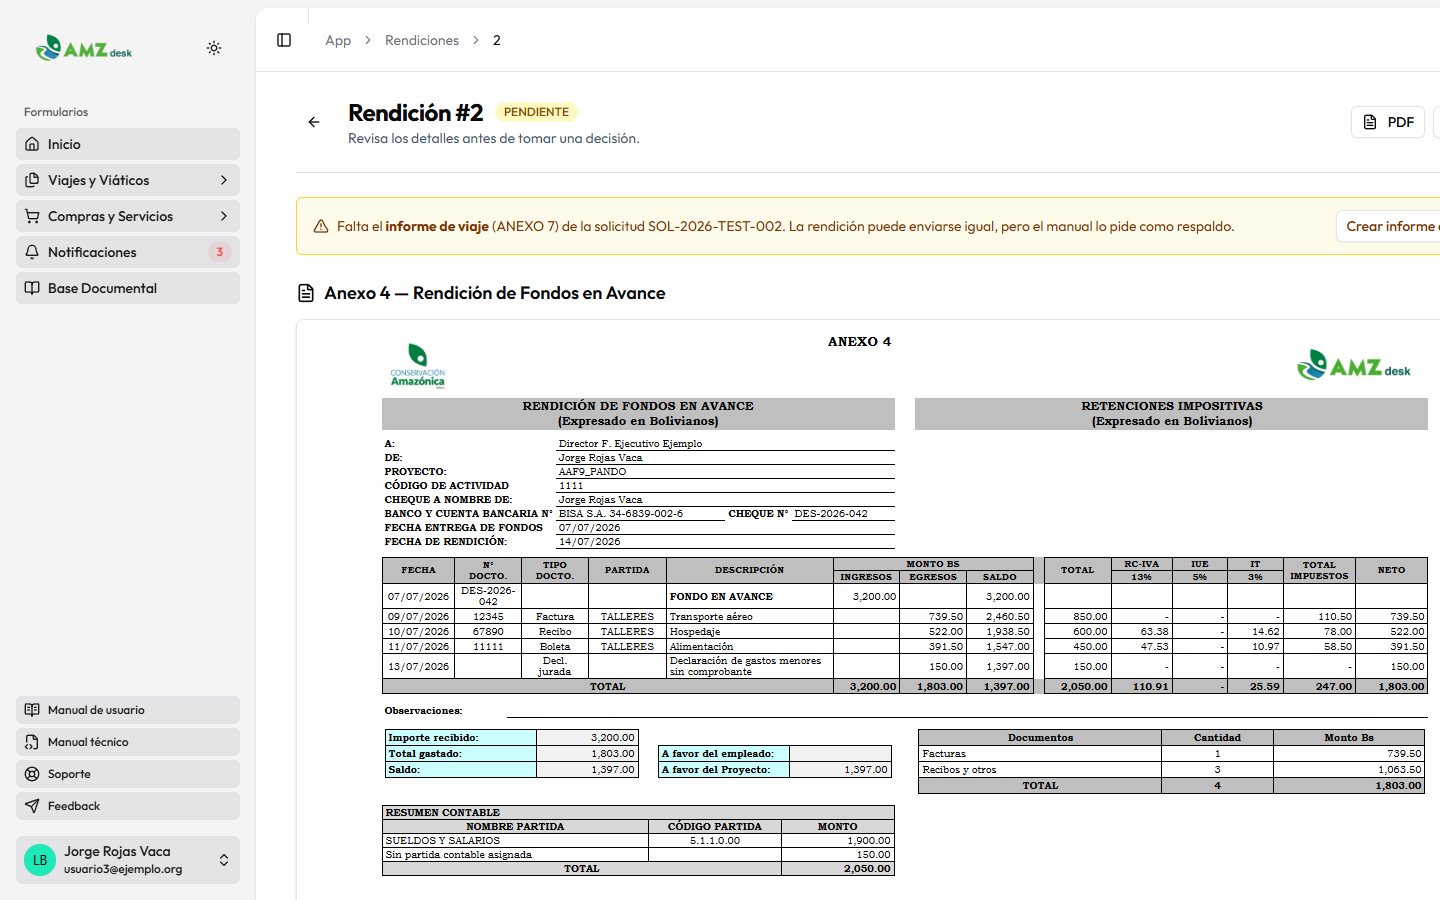 AMZ desk
Formularios
Inicio
Viajes y Viáticos
Compras y Servicios
Notificaciones 3
Base Documental
Manual de usuario
Manual técnico
Soporte
Feedback
LB
Jorge Rojas Vaca
usuario3@ejemplo.org
App > Rendiciones > 2
Rendición #2 PENDIENTE
Revisa los detalles antes de tomar una decisión.
PDF
Falta el informe de viaje (ANEXO 7) de la solicitud SOL-2026-TEST-002. La rendición puede enviarse igual, pero el manual lo pide como respaldo.
Crear informe
Anexo 4 — Rendición de Fondos en Avance
ANEXO 4
CONSERVACIÓN
Amazónica
AMZ desk
RENDICIÓN DE FONDOS EN AVANCE
(Expresado en Bolivianos)
RETENCIONES IMPOSITIVAS
(Expresado en Bolivianos)
A: Director F. Ejecutivo Ejemplo
DE: Jorge Rojas Vaca
PROYECTO: AAF9_PANDO
CÓDIGO DE ACTIVIDAD 1111
CHEQUE A NOMBRE DE: Jorge Rojas Vaca
BANCO Y CUENTA BANCARIA N° BISA S.A. 34-6839-002-6 CHEQUE N° DES-2026-042
FECHA ENTREGA DE FONDOS 07/07/2026
FECHA DE RENDICIÓN: 14/07/2026
FECHA N° DOCTO. TIPO DOCTO. PARTIDA DESCRIPCIÓN MONTO BS TOTAL RC-IVA IUE IT TOTAL IMPUESTOS NETO
INGRESOS EGRESOS SALDO 13% 5% 3%
07/07/2026 DES-2026-042 FONDO EN AVANCE 3,200.00 3,200.00
09/07/2026 12345 Factura TALLERES Transporte aéreo 739.50 2,460.50 850.00 - - - 110.50 739.50
10/07/2026 67890 Recibo TALLERES Hospedaje 522.00 1,938.50 600.00 63.38 - 14.62 78.00 522.00
11/07/2026 11111 Boleta TALLERES Alimentación 391.50 1,547.00 450.00 47.53 - 10.97 58.50 391.50
13/07/2026 Decl. jurada Declaración de gastos menores sin comprobante 150.00 1,397.00 150.00 - - - - 150.00
TOTAL 3,200.00 1,803.00 1,397.00 2,050.00 110.91 - 25.59 247.00 1,803.00
Observaciones:
Importe recibido: 3,200.00
Total gastado: 1,803.00
Saldo: 1,397.00
A favor del empleado:
A favor del Proyecto: 1,397.00
Documentos Cantidad Monto Bs
Facturas 1 739.50
Recibos y otros 3 1,063.50
TOTAL 4 1,803.00
RESUMEN CONTABLE
NOMBRE PARTIDA CÓDIGO PARTIDA MONTO
SUELDOS Y SALARIOS 5.1.1.0.00 1,900.00
Sin partida contable asignada 150.00
TOTAL 2,050.00